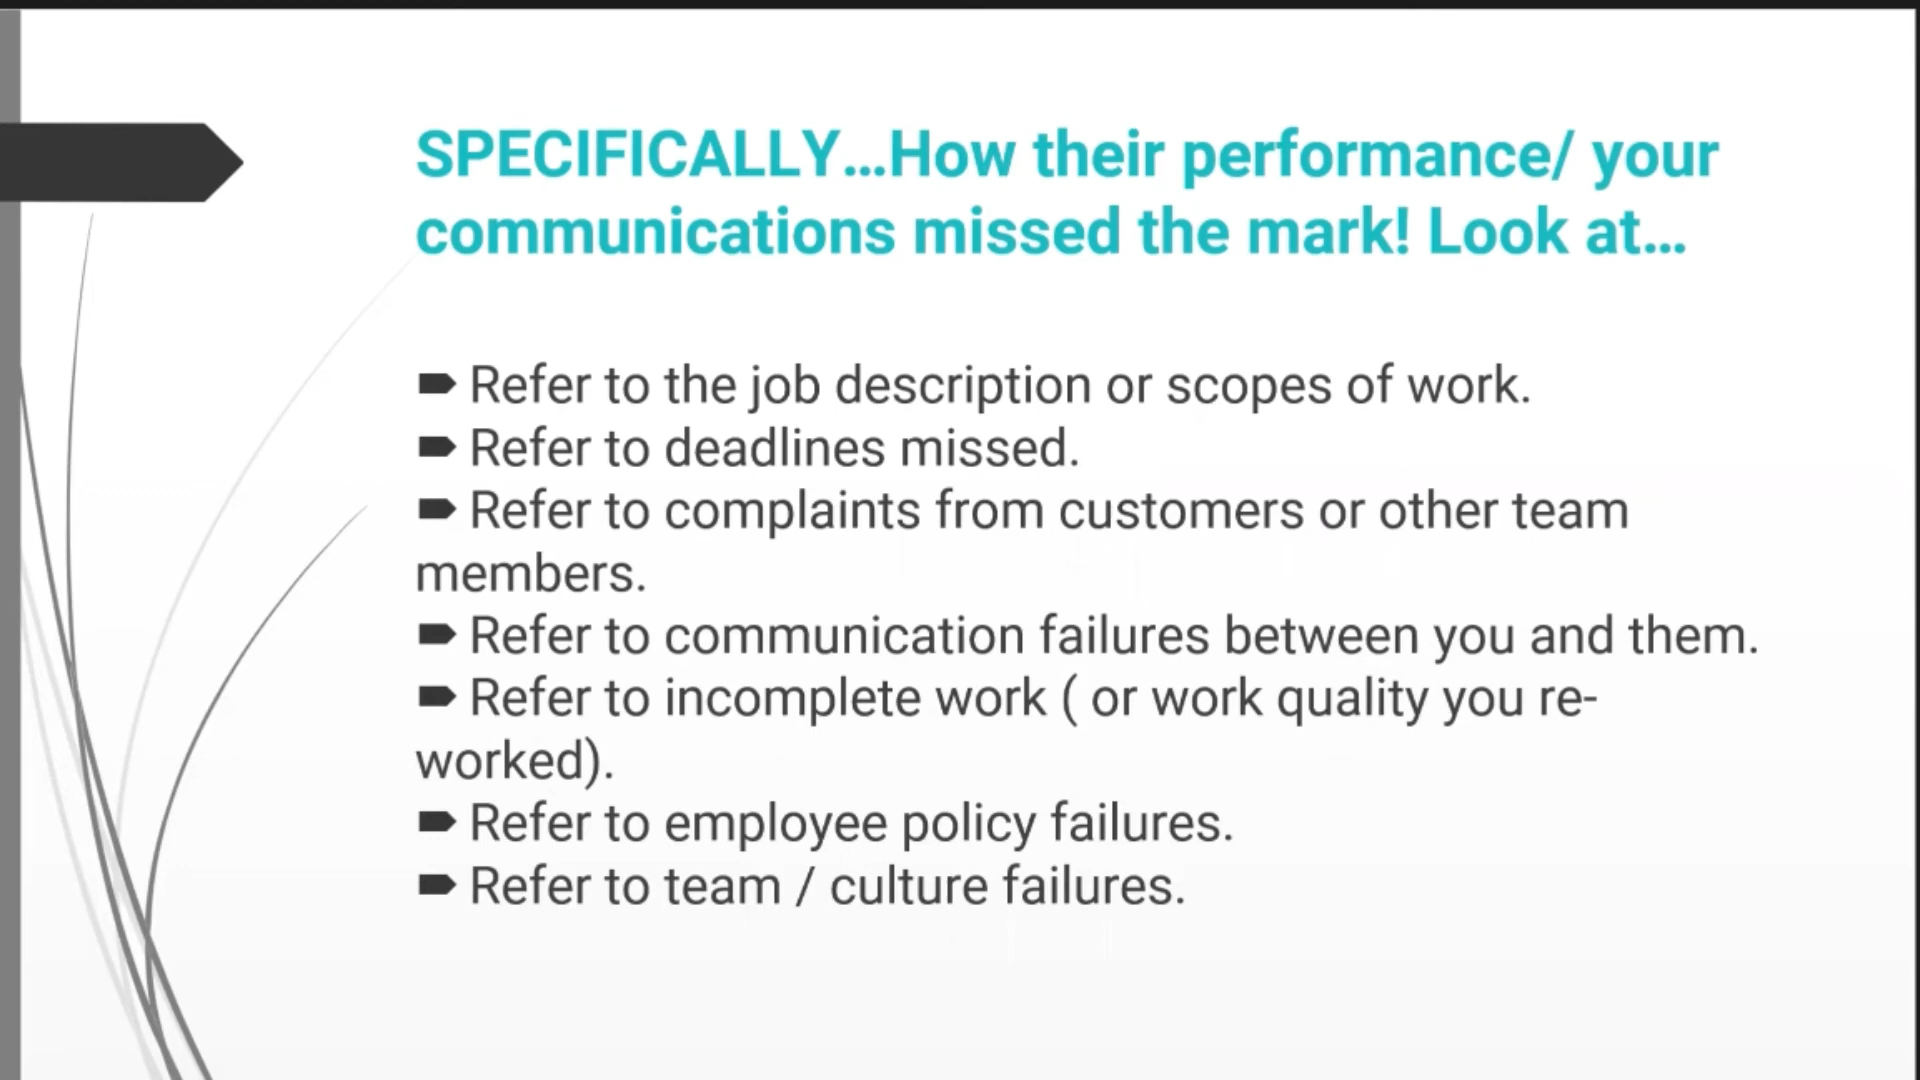 SPECIFICALLY...How their performance/ your
communications missed the mark! Look at...
Refer to the job description or scopes of work.
Refer to deadlines missed.
Refer to complaints from customers or other team
members.
Refer to communication failures between you and them.
Refer to incomplete work ( or work quality you re-
worked).
Refer to employee policy failures.
Refer to team / culture failures.